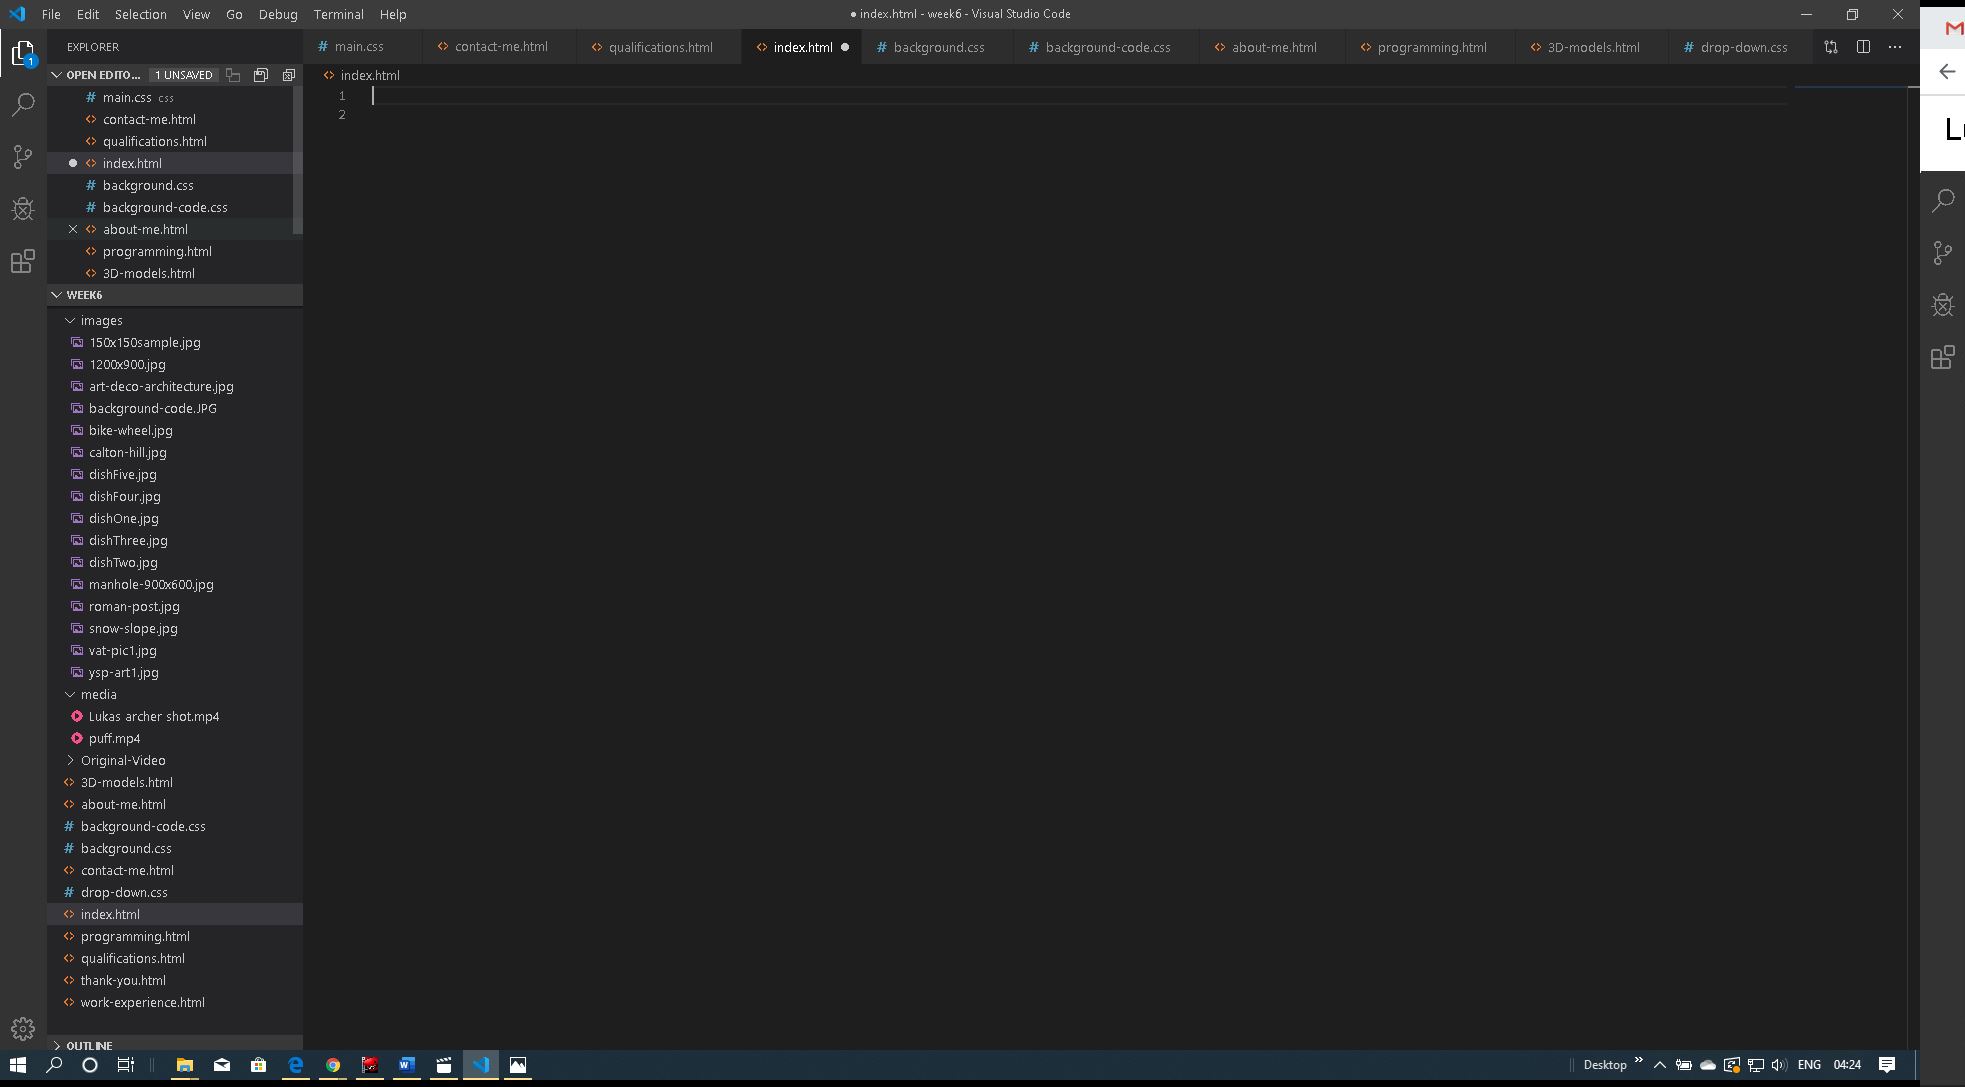 File Edit Selection View Go Debug Terminal Help
● index.html - week6 - Visual Studio Code
EXPLORER
main.css
contact-me.html
qualifications.html
index.html
background.css
background-code.css
about-me.html
programming.html
3D-models.html
drop-down.css
OPEN EDITO... 1 UNSAVED
index.html
1
2
main.css css
contact-me.html
qualifications.html
index.html
background.css
background-code.css
about-me.html
programming.html
3D-models.html
WEEK6
images
150x150sample.jpg
1200x900.jpg
art-deco-architecture.jpg
background-code.JPG
bike-wheel.jpg
calton-hill.jpg
dishFive.jpg
dishFour.jpg
dishOne.jpg
dishThree.jpg
dishTwo.jpg
manhole-900x600.jpg
roman-post.jpg
snow-slope.jpg
vat-pic1.jpg
ysp-art1.jpg
media
Lukas archer shot.mp4
puff.mp4
Original-Video
3D-models.html
about-me.html
background-code.css
background.css
contact-me.html
drop-down.css
index.html
programming.html
qualifications.html
thank-you.html
work-experience.html
OUTLINE
1
Desktop
ENG 04:24